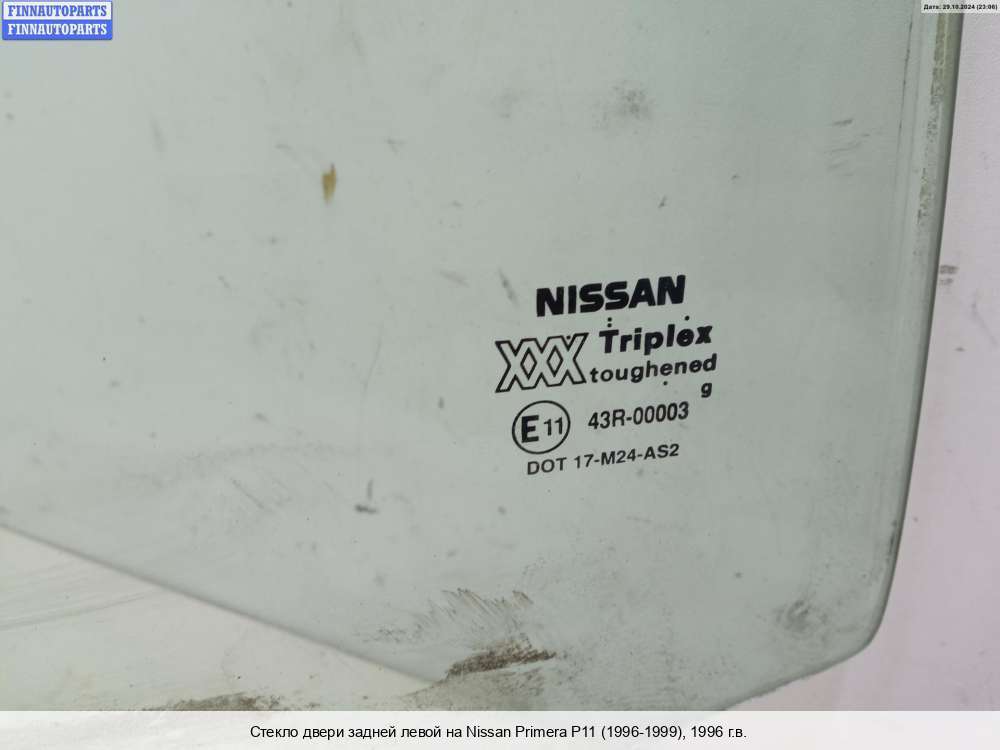 FINNAUTOPARTS
FINNAUTOPARTS
Дата: 29.10.2024 (23:06)
NISSAN
XXX Triplex
toughened
g
E 11 43R-00003
DOT 17-M24-AS2
Стекло двери задней левой на Nissan Primera P11 (1996-1999), 1996 г.в.